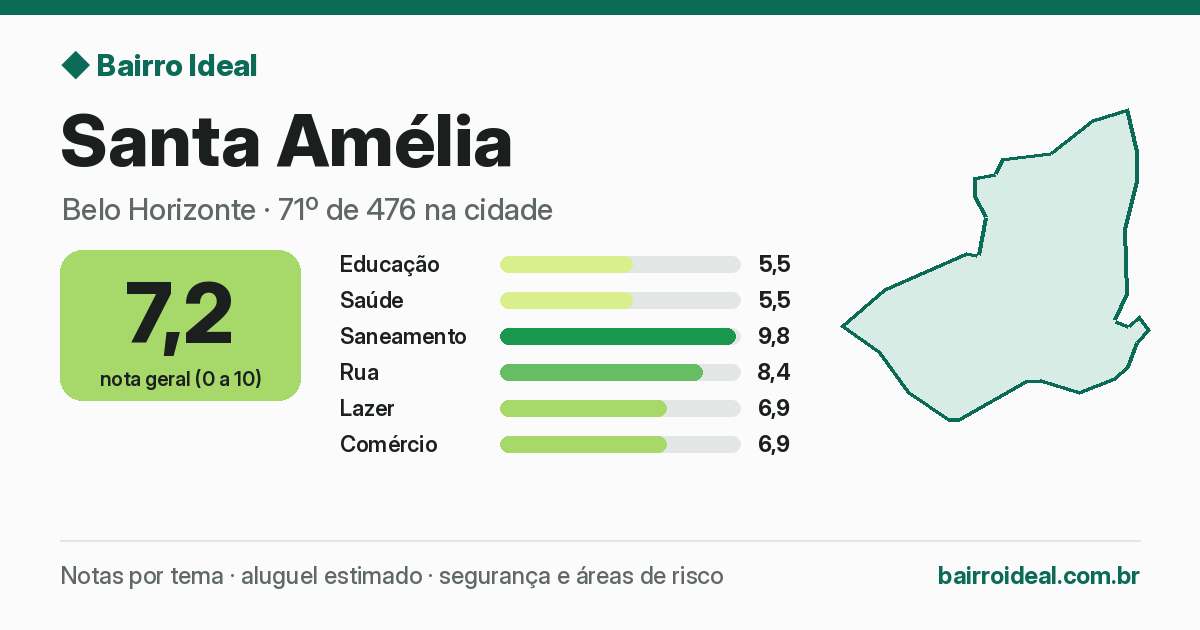 Bairro Ideal
Santa Amélia
Belo Horizonte · 71º de 476 na cidade
7,2
nota geral (0 a 10)
Educação 5,5
Saúde 5,5
Saneamento 9,8
Rua 8,4
Lazer 6,9
Comércio 6,9
Notas por tema · aluguel estimado · segurança e áreas de risco
bairroideal.com.br